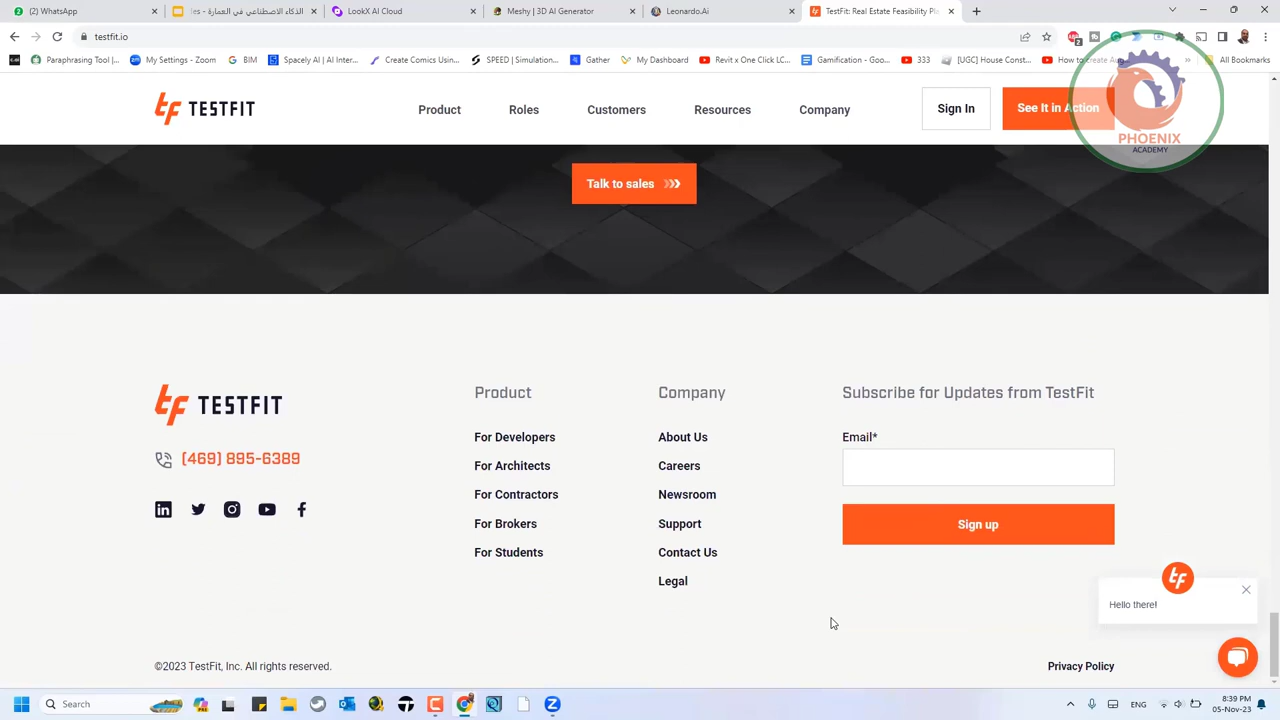 (2) WhatsApp
الذكاء الاصطناعي في العمارة - les
LookX AI Cloud
Meshy | 3D AI Generator
Leonardo.Ai
TestFit: Real Estate Feasibility Pl
testfit.io
Paraphrasing Tool |...
My Settings - Zoom
BIM
Spacely AI | AI Inter...
Create Comics Usin...
SPEED | Simulation...
Gather
My Dashboard
Revit x One Click LC...
Gamification - Goo...
333
[UGC] House Const...
How to create Aug...
All Bookmarks
TESTFIT
Product
Roles
Customers
Resources
Company
Sign In
See It in Action
PHOENIX
ACADEMY
Talk to sales
TESTFIT
(469) 895-6389
Product
For Developers
For Architects
For Contractors
For Brokers
For Students
Company
About Us
Careers
Newsroom
Support
Contact Us
Legal
Subscribe for Updates from TestFit
Email*
Sign up
Hello there!
©2023 TestFit, Inc. All rights reserved.
Privacy Policy
Search
ENG
8:39 PM
05-Nov-23